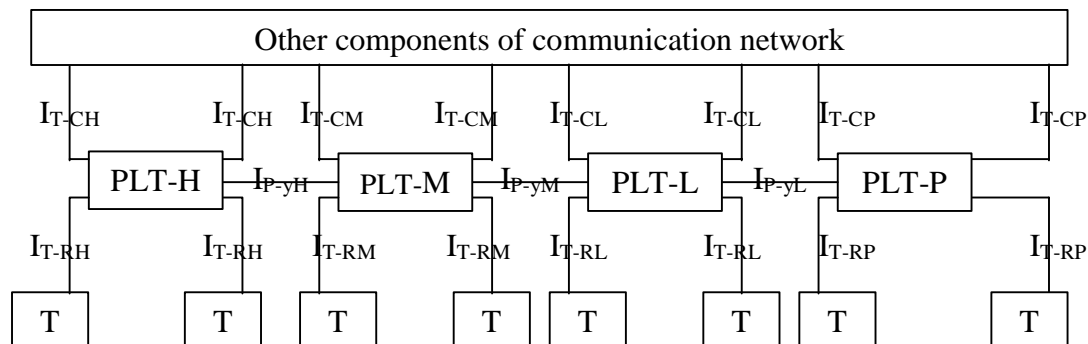 Other components of communication network
I_T-CH I_T-CH I_T-CM I_T-CM I_T-CL I_T-CL I_T-CP I_T-CP
PLT-H I_P-yH PLT-M I_P-yM PLT-L I_P-yL PLT-P
I_T-RH I_T-RH I_T-RM I_T-RM I_T-RL I_T-RL I_T-RP I_T-RP
T T T T T T T T